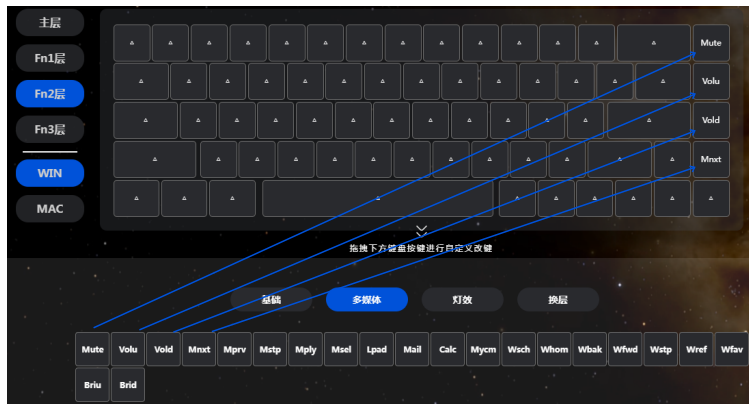 主层
Fn1层
Fn2层
Fn3层
WIN
MAC
Mute
Volu
Vold
Mnxt
拖拽下方键盘按键进行自定义改键
基础 多媒体 灯效 换层
Mute Volu Vold Mnxt Mprv Mstp Mply Msel Lpad Mail Calc Mycm Wsch Whom Wbak Wfwd Wstp Wref Wfav
Briu Brid